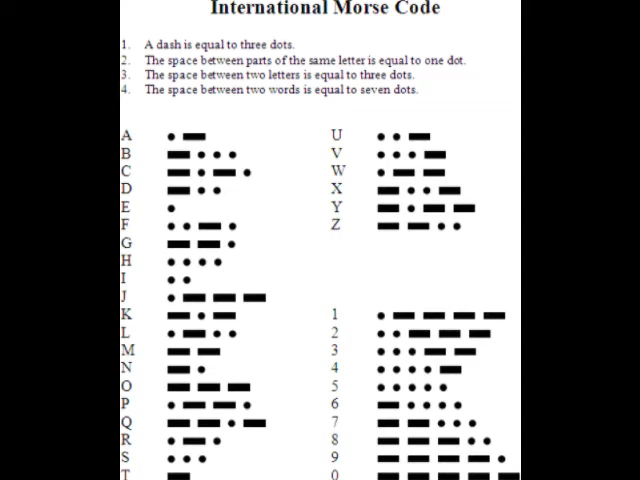 International Morse Code
1. A dash is equal to three dots.
2. The space between parts of the same letter is equal to one dot.
3. The space between two letters is equal to three dots.
4. The space between two words is equal to seven dots.
A
B
C
D
E
F
G
H
I
J
K
L
M
N
O
P
Q
R
S
T
U
V
W
X
Y
Z
1
2
3
4
5
6
7
8
9
0